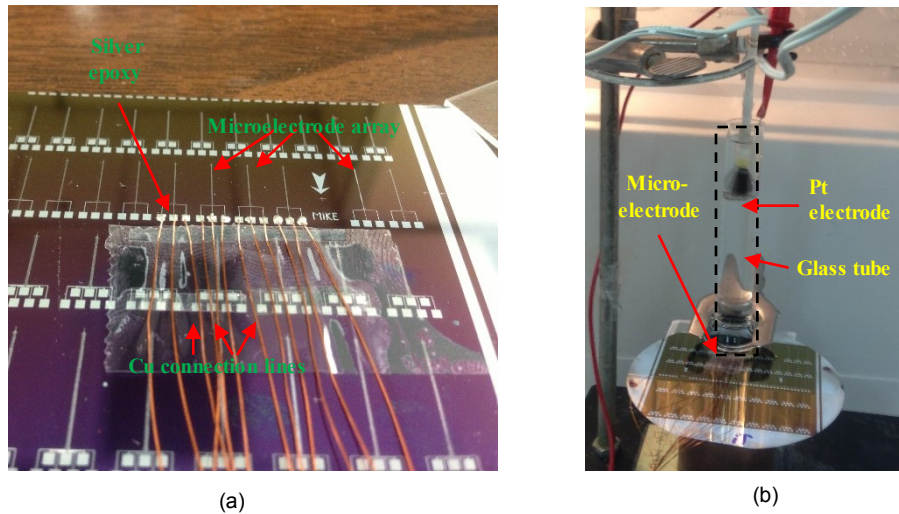 Silver
epoxy
Microelectrode array
MIKE
Cu connection lines
(a)
Micro-
electrode
Pt
electrode
Glass tube
(b)